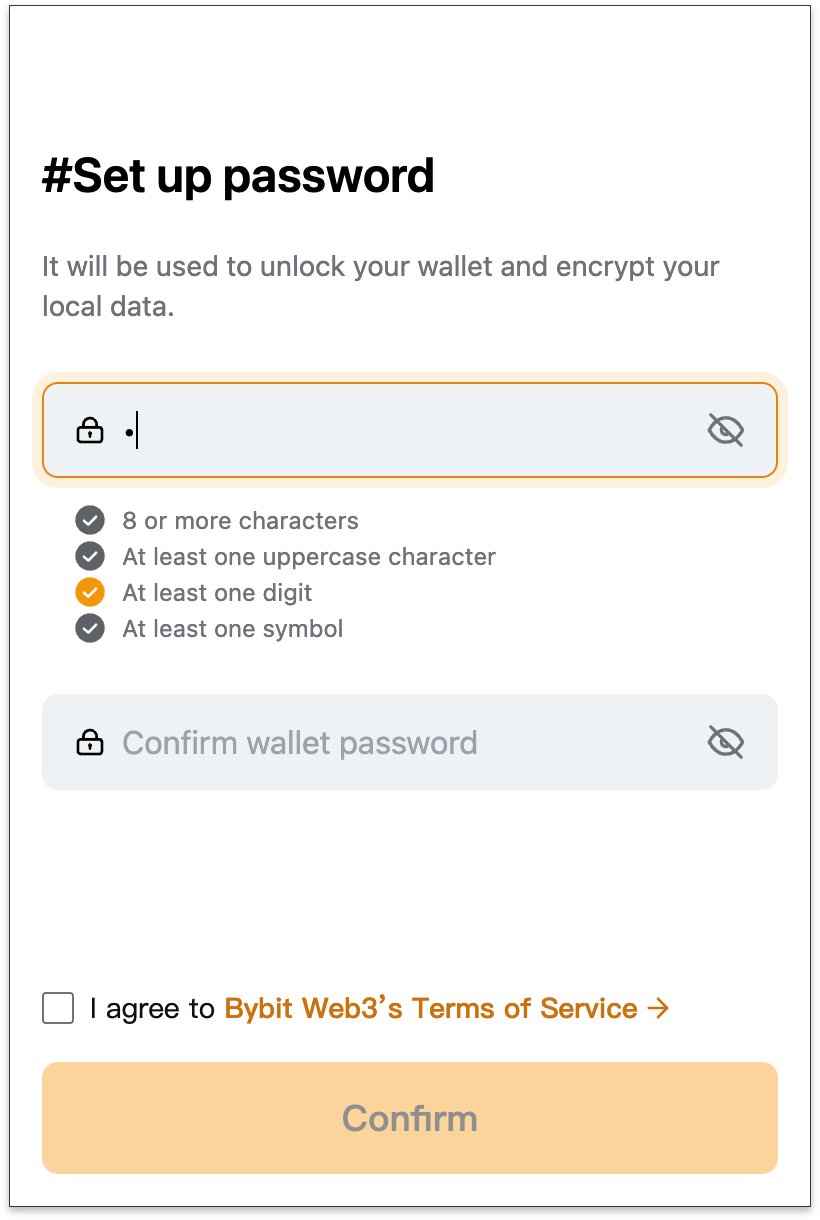 #Set up password
It will be used to unlock your wallet and encrypt your
local data.
•
8 or more characters
At least one uppercase character
At least one digit
At least one symbol
Confirm wallet password
I agree to Bybit Web3’s Terms of Service →
Confirm